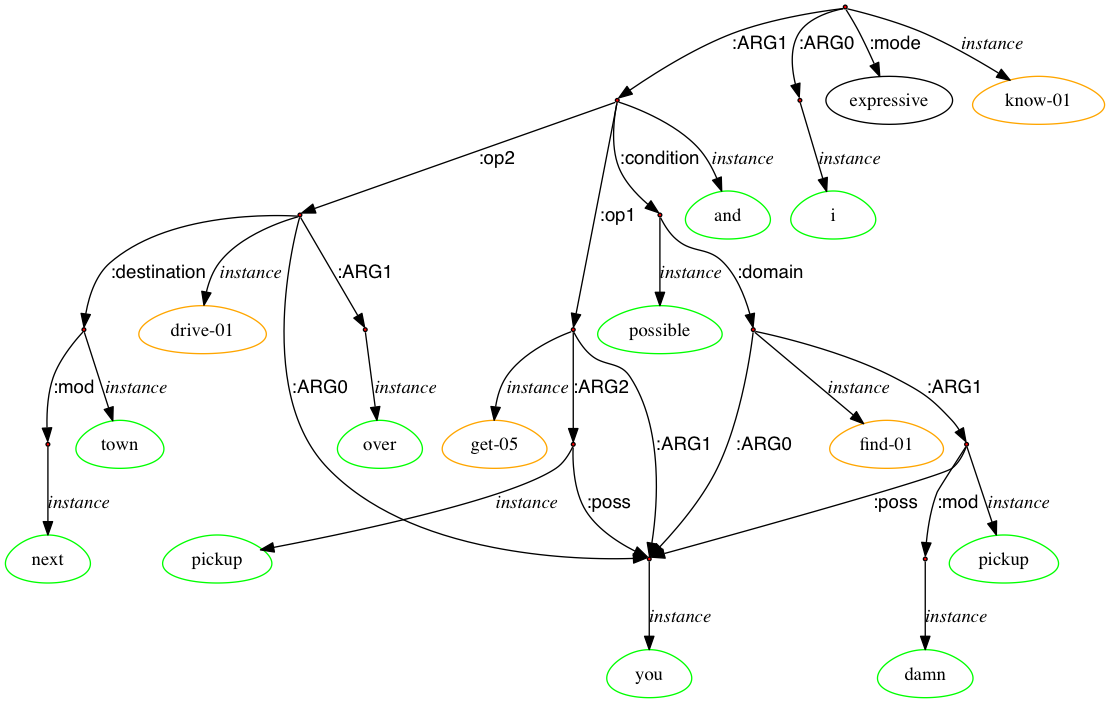 :ARG1 :ARG0 :mode instance
expressive know-01
:op2 :condition instance instance
:op1 and i
:destination instance :ARG1 instance :domain
drive-01 possible
:mod instance :ARG0 instance instance :ARG2 :ARG1 :ARG0 instance :ARG1
town over get-05 find-01
instance instance :poss :poss :mod instance
next pickup pickup
instance instance
you damn